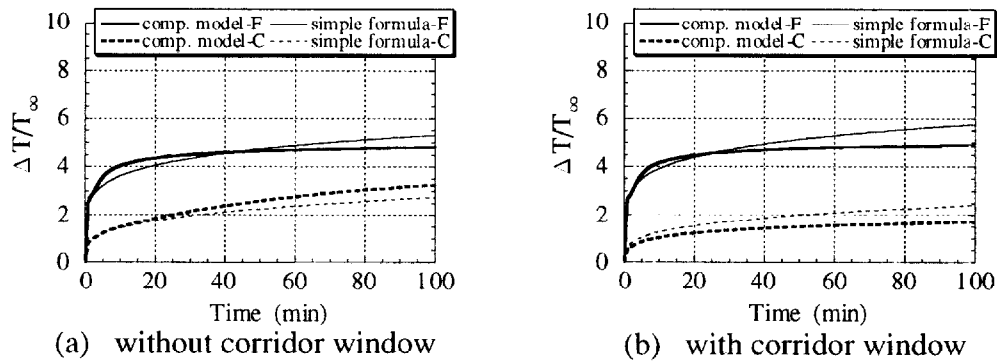 comp. model-F simple formula-F
comp. model-C simple formula-C
10
8
6
4
2
0
ΔT/T∞
0 20 40 60 80 100
Time (min)
(a) without corridor window
comp. model-F simple formula-F
comp. model-C simple formula-C
10
8
6
4
2
0
ΔT/T∞
0 20 40 60 80 100
Time (min)
(b) with corridor window